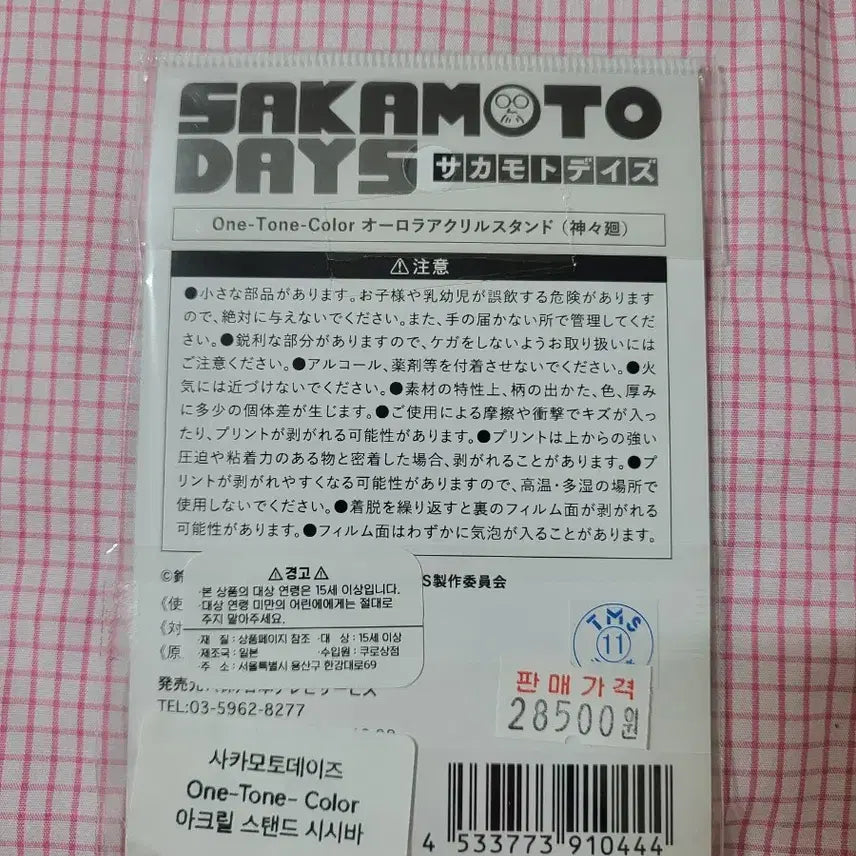 SAKAMOTO
DAYS サカモトデイズ
One-Tone-Color オーロラアクリルスタンド（神々廻）
⚠注意
●小さな部品があります。お子様や乳幼児が誤飲する危険があります
ので、絶対に与えないでください。また、手の届かない所で管理してくだ
さい。●鋭利な部分がありますので、ケガをしないようお取り扱いには
ご注意ください。●アルコール、薬剤等を付着させないでください。●火
気には近づけないでください。●素材の特性上、柄の出かた、色、厚み
に多少の個体差が生じます。●ご使用による摩擦や衝撃でキズが入っ
たり、プリントが剥がれる可能性があります。●プリントは上からの強い
圧迫や粘着力のある物と密着した場合、剥がれることがあります。●プ
リントが剥がれやすくなる可能性がありますので、高温・多湿の場所で
使用しないでください。●着脱を繰り返すと裏のフィルム面が剥がれる
可能性があります。●フィルム面はわずかに気泡が入ることがあります。
©鈴 S製作委員会
⚠경고⚠
·본 상품의 대상 연령은 15세 이상입니다.
·대상 연령 미만의 어린에에게는 절대로
주지 말아주세요.
·재 질 : 상품페이지 참조 ·대 상 : 15세 이상
·제조국 : 일본 ·수입원 : 쿠로상점
·주 소 : 서울특별시 용산구 한강대로69
《使
《対
《原
発売元
TEL:03-5962-8277
TMS
11
판매가격
28500원
사카모토데이즈
One-Tone- Color
아크릴 스탠드 시시바
4 533773 910444